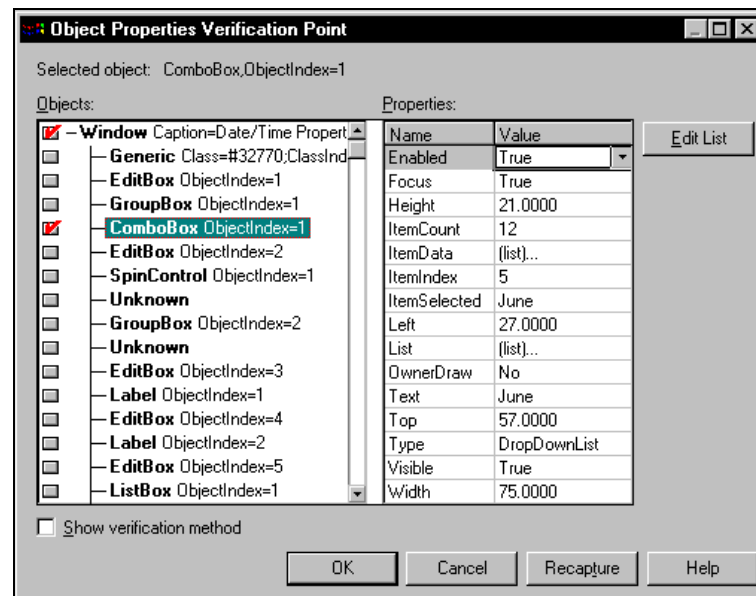 Object Properties Verification Point
Selected object: ComboBox,ObjectIndex=1
Objects:
Window Caption=Date/Time Propert
Generic Class=#32770;ClassInd
EditBox ObjectIndex=1
GroupBox ObjectIndex=1
ComboBox ObjectIndex=1
EditBox ObjectIndex=2
SpinControl ObjectIndex=1
Unknown
GroupBox ObjectIndex=2
Unknown
EditBox ObjectIndex=3
Label ObjectIndex=1
EditBox ObjectIndex=4
Label ObjectIndex=2
EditBox ObjectIndex=5
ListBox ObjectIndex=1
Properties:
Name Value
Enabled True
Focus True
Height 21.0000
ItemCount 12
ItemData (list)...
ItemIndex 5
ItemSelected June
Left 27.0000
List (list)...
OwnerDraw No
Text June
Top 57.0000
Type DropDownList
Visible True
Width 75.0000
Edit List
Show verification method
OK Cancel Recapture Help